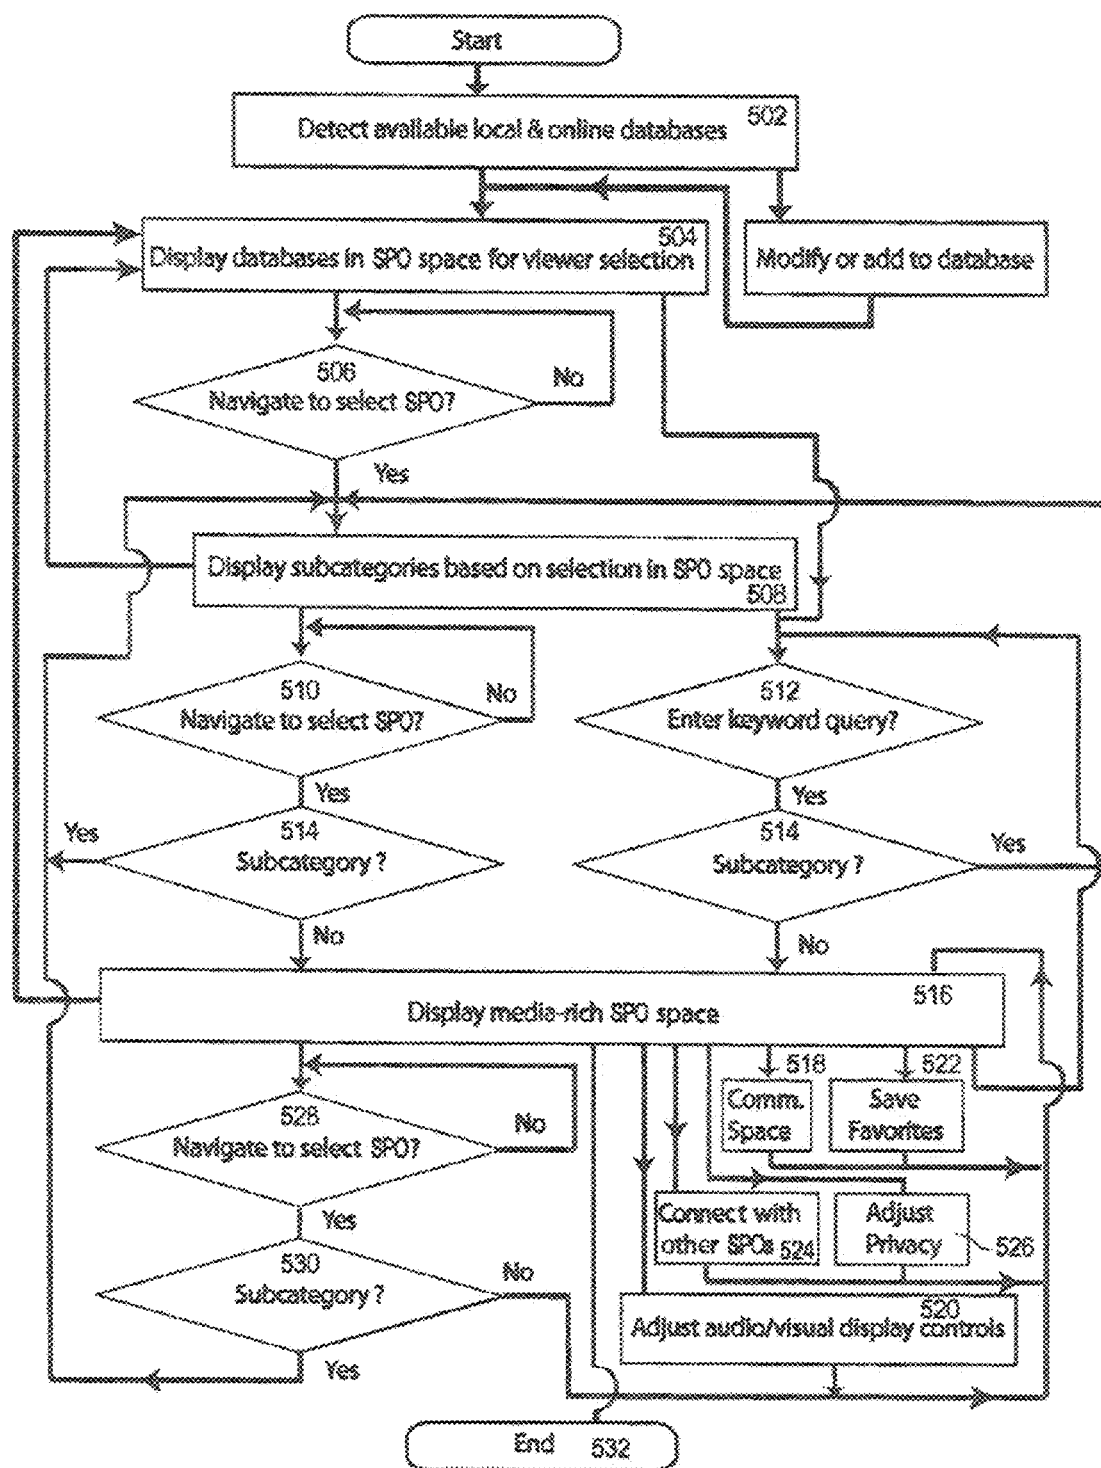 Start
502
Detect available local & online databases
504
Display databases in SPO space for viewer selection
Modify or add to database
506
Navigate to select SPO?
No
Yes
Display subcategories based on selection in SPO space
508
510
Navigate to select SPO?
No
512
Enter keyword query?
Yes
Yes
Yes
514
Subcategory ?
514
Subcategory ?
Yes
No
No
516
Display media-rich SPO space
518
522
Comm.
Space
Save
Favorites
528
Navigate to select SPO?
No
Connect with
other SPOs 524
Adjust
Privacy
526
Yes
530
Subcategory ?
No
520
Adjust audio/visual display controls
Yes
End 532